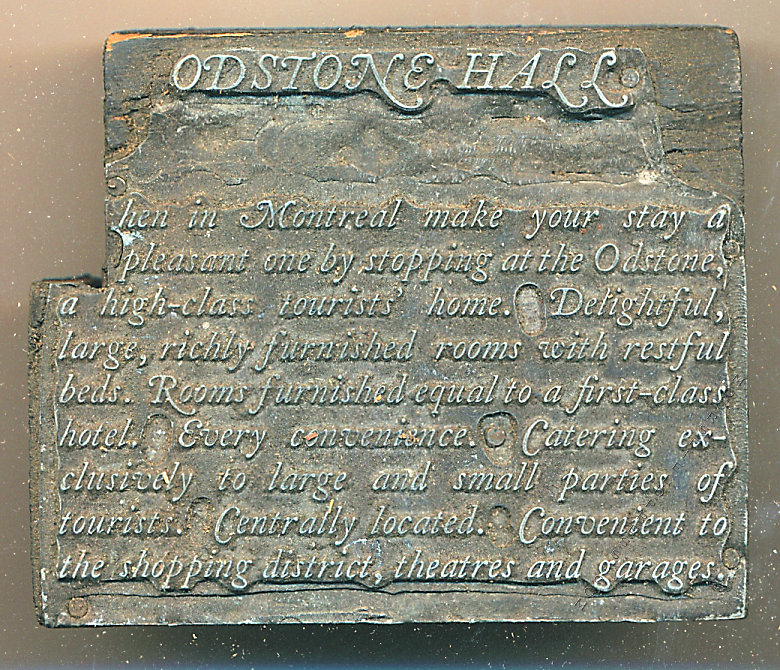 ODSTONE HALL
hen in Montreal make your stay a
pleasant one by stopping at the Odstone,
a high-class tourists' home. Delightful,
large, richly furnished rooms with restful
beds. Rooms furnished equal to a first-class
hotel. Every convenience. Catering ex-
clusively to large and small parties of
tourists. Centrally located. Convenient to
the shopping district, theatres and garages.